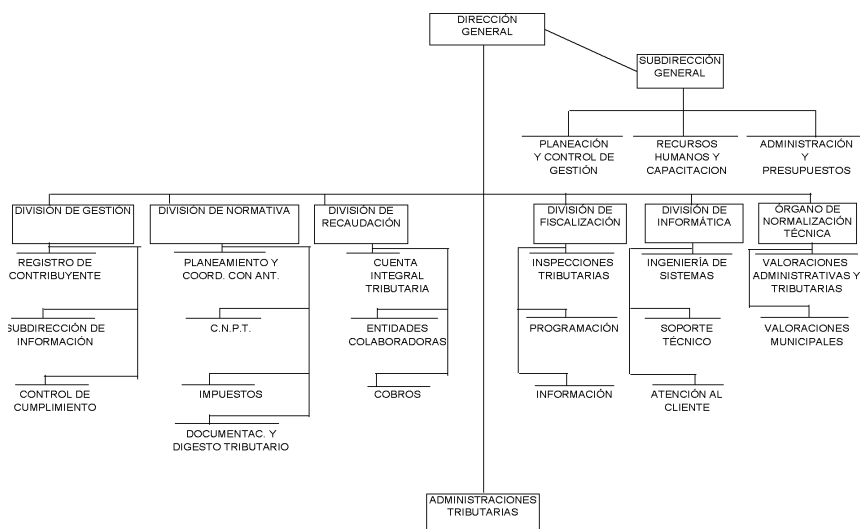 DIRECCIÓN
GENERAL
SUBDIRECCIÓN
GENERAL
PLANEACIÓN
Y CONTROL DE
GESTIÓN
RECURSOS
HUMANOS Y
CAPACITACION
ADMINISTRACIÓN
Y
PRESUPUESTOS
DIVISIÓN DE GESTIÓN
DIVISIÓN DE NORMATIVA
DIVISIÓN DE
RECAUDACIÓN
DIVISIÓN DE
FISCALIZACIÓN
DIVISIÓN DE
INFORMÁTICA
ÓRGANO DE
NORMALIZACIÓN
TÉCNICA
REGISTRO DE
CONTRIBUYENTE
SUBDIRECCIÓN DE
INFORMACIÓN
CONTROL DE
CUMPLIMIENTO
PLANEAMIENTO Y
COORD. CON ANT.
C.N.P.T.
IMPUESTOS
DOCUMENTAC. Y
DIGESTO TRIBUTARIO
CUENTA
INTEGRAL
TRIBUTARIA
ENTIDADES
COLABORADORAS
COBROS
INSPECCIONES
TRIBUTARIAS
PROGRAMACIÓN
INFORMACIÓN
INGENIERÍA DE
SISTEMAS
SOPORTE
TÉCNICO
ATENCIÓN AL
CLIENTE
VALORACIONES
ADMINISTRATIVAS Y
TRIBUTARIAS
VALORACIONES
MUNICIPALES
ADMINISTRACIONES
TRIBUTARIAS